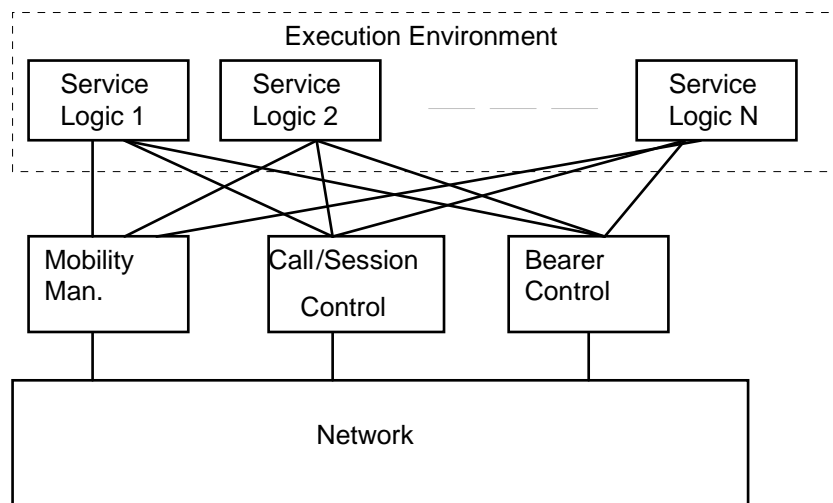 Execution Environment
Service
Logic 1
Service
Logic 2
Service
Logic N
Mobility
Man.
Call/Session
Control
Bearer
Control
Network